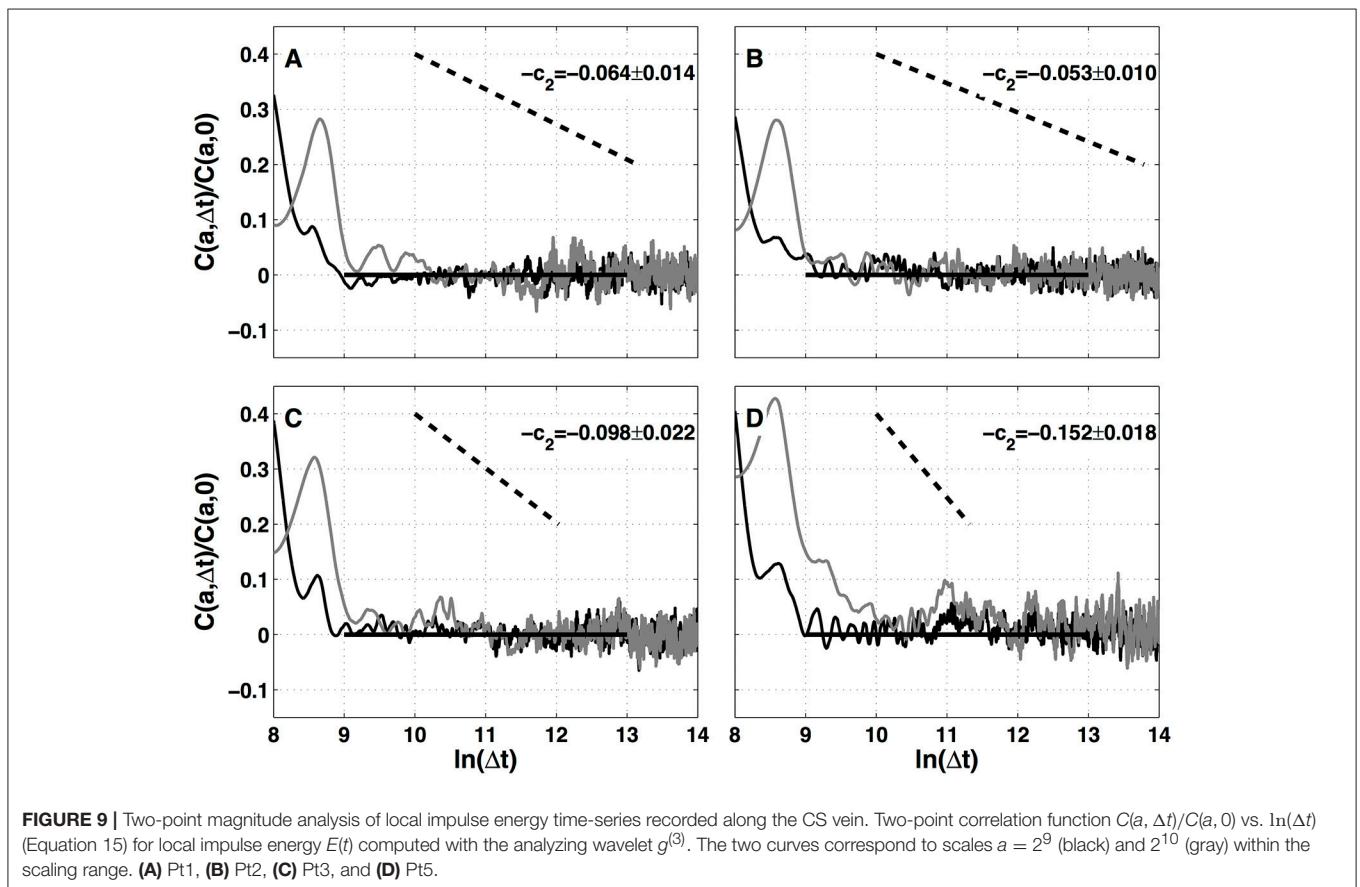 A
−c2=−0.064±0.014
B
−c2=−0.053±0.010
0.4
0.3
0.2
0.1
0
−0.1
C(a,Δt)/C(a,0)
C
−c2=−0.098±0.022
D
−c2=−0.152±0.018
0.4
0.3
0.2
0.1
0
−0.1
C(a,Δt)/C(a,0)
8 9 10 11 12 13 14
8 9 10 11 12 13 14
ln(Δt)
ln(Δt)
FIGURE 9 | Two-point magnitude analysis of local impulse energy time-series recorded along the CS vein. Two-point correlation function C(a, Δt)/C(a, 0) vs. ln(Δt)
(Equation 15) for local impulse energy E(t) computed with the analyzing wavelet g(3). The two curves correspond to scales a = 2^9 (black) and 2^10 (gray) within the
scaling range. (A) Pt1, (B) Pt2, (C) Pt3, and (D) Pt5.